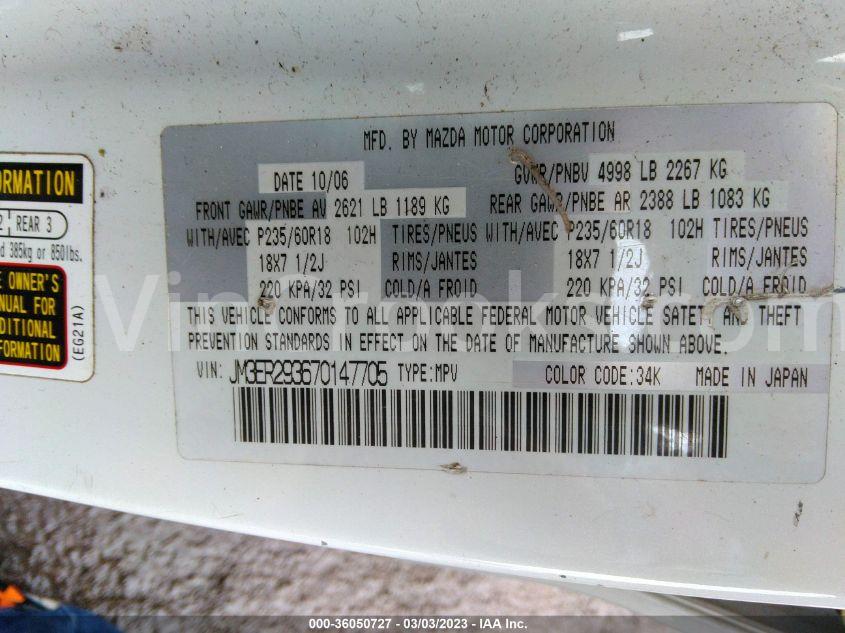 MFD. BY MAZDA MOTOR CORPORATION
DATE 10/06
GVWR/PNBV 4998 LB 2267 KG
FRONT GAWR/PNBE AV 2621 LB 1189 KG
REAR GAWR/PNBE AR 2388 LB 1083 KG
WITH/AVEC P235/60R18 102H TIRES/PNEUS WITH/AVEC P235/60R18 102H TIRES/PNEUS
18X7 1/2J RIMS/JANTES 18X7 1/2J RIMS/JANTES
220 KPA/32 PSI COLD/A FROID 220 KPA/32 PSI COLD/A FROID
THIS VEHICLE CONFORMS TO ALL APPLICABLE FEDERAL MOTOR VEHICLE SAFET AND THEFT
PREVENTION STANDARDS IN EFFECT ON THE DATE OF MANUFACTURE SHOWN ABOVE.
VIN: JM3ER293670147705 TYPE:MPV COLOR CODE:34K MADE IN JAPAN
ORMATION
2 REAR 3
d 385kg or 850lbs.
E OWNER'S
NUAL FOR
DITIONAL
FORMATION
(EG21A)
000-36050727 - 03/03/2023 - IAA Inc.